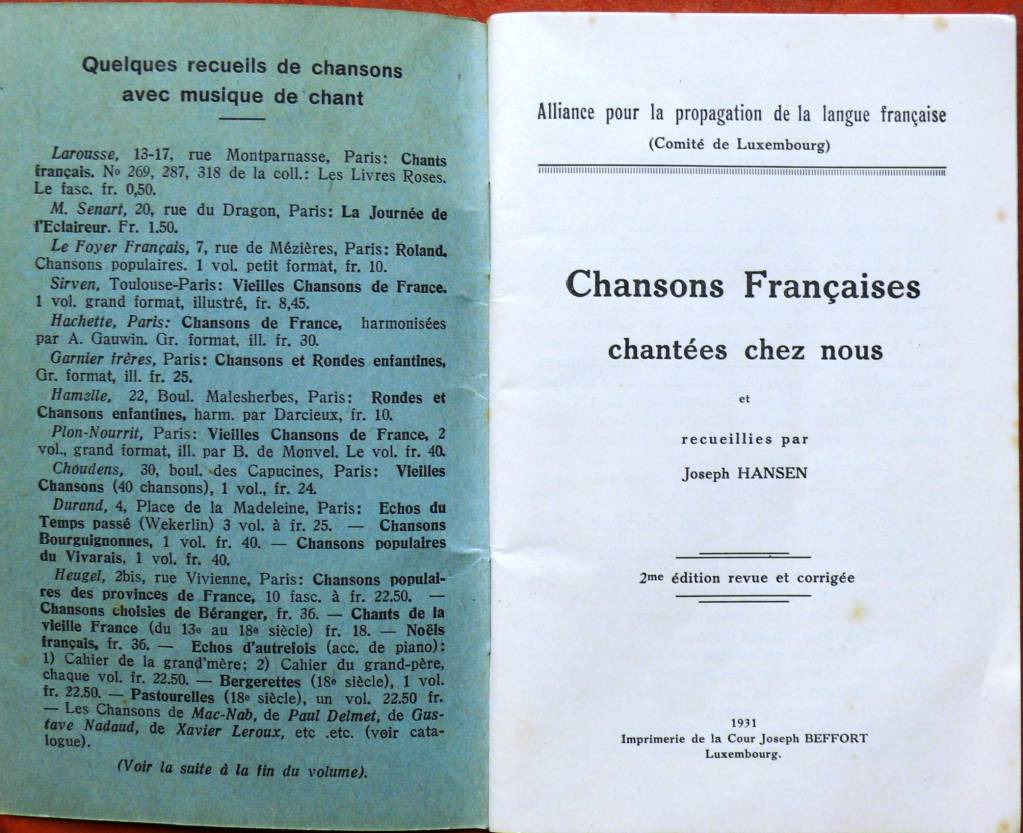 Quelques recueils de chansons
avec musique de chant
Larousse, 13-17, rue Montparnasse, Paris: Chants
français. No 269, 287, 318 de la coll.: Les Livres Roses.
Le fasc. fr. 0,50.
M. Senart, 20, rue du Dragon, Paris: La Journée de
l'Eclaireur. Fr. 1.50.
Le Foyer Français, 7, rue de Mézières, Paris: Roland.
Chansons populaires. 1 vol. petit format, fr. 10.
Sirven, Toulouse-Paris: Vieilles Chansons de France.
1 vol. grand format, illustré, fr. 8,45.
Hachette, Paris: Chansons de France, harmonisées
par A. Gauwin. Gr. format, ill. fr. 30.
Garnier frères, Paris: Chansons et Rondes enfantines,
Gr. format, ill. fr. 25.
Hamelle, 22, Boul. Malesherbes, Paris: Rondes et
Chansons enfantines, harm. par Darcieux, fr. 10.
Plon-Nourrit, Paris: Vieilles Chansons de France, 2
vol., grand format, ill. par B. de Monvel. Le vol. fr. 40.
Choudens, 30, boul. des Capucines, Paris: Vieilles
Chansons (40 chansons), 1 vol., fr. 24.
Durand, 4, Place de la Madeleine, Paris: Echos du
Temps passé (Wekerlin) 3 vol. à fr. 25. — Chansons
Bourguignonnes, 1 vol. fr. 40. — Chansons populaires
du Vivarais, 1 vol. fr. 40.
Heugel, 2bis, rue Vivienne, Paris: Chansons populai-
res des provinces de France, 10 fasc. à fr. 22.50. —
Chansons choisies de Béranger, fr. 36. — Chants de la
vieille France (du 13e au 18e siècle) fr. 18. — Noëls
français, fr. 36. — Echos d'autrefois (acc. de piano):
1) Cahier de la grand'mère; 2) Cahier du grand-père,
chaque vol. fr. 22.50. — Bergerettes (18e siècle), 1 vol.
fr. 22.50. — Pastourelles (18e siècle), un vol. 22.50 fr.
— Les Chansons de Mac-Nab, de Paul Delmet, de Gus-
tave Nadaud, de Xavier Leroux, etc .etc. (voir cata-
logue).
(Voir la suite à la fin du volume).
Alliance pour la propagation de la langue française
(Comité de Luxembourg)
Chansons Françaises
chantées chez nous
et
recueillies par
Joseph HANSEN
2me édition revue et corrigée
1931
Imprimerie de la Cour Joseph BEFFORT
Luxembourg.